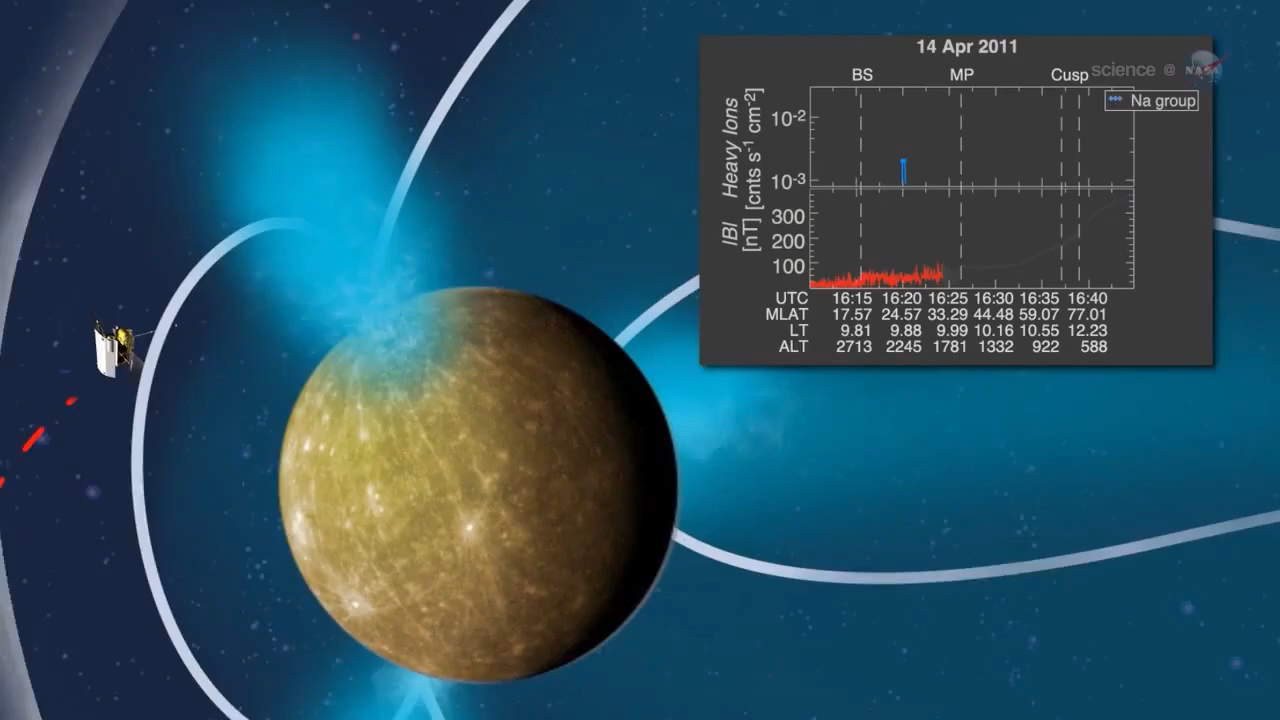 14 Apr 2011
BS MP Cusp
science @ NASA
Na group
Heavy Ions
[cnts s⁻¹ cm⁻²]
10⁻²
10⁻³
|B|
[nT]
300
200
100
UTC 16:15 16:20 16:25 16:30 16:35 16:40
MLAT 17.57 24.57 33.29 44.48 59.07 77.01
LT 9.81 9.88 9.99 10.16 10.55 12.23
ALT 2713 2245 1781 1332 922 588